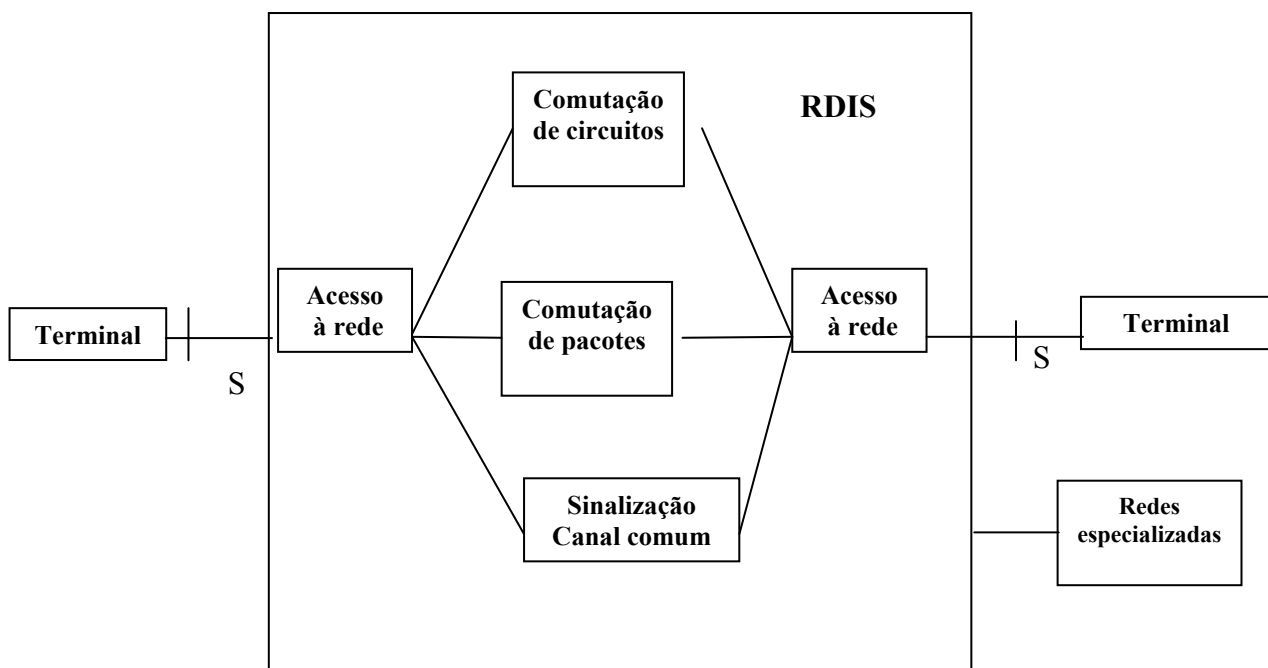 Comutação
de circuitos
RDIS
Acesso
à rede
Comutação
de pacotes
Acesso
à rede
Terminal
Terminal
S
S
Sinalização
Canal comum
Redes
especializadas